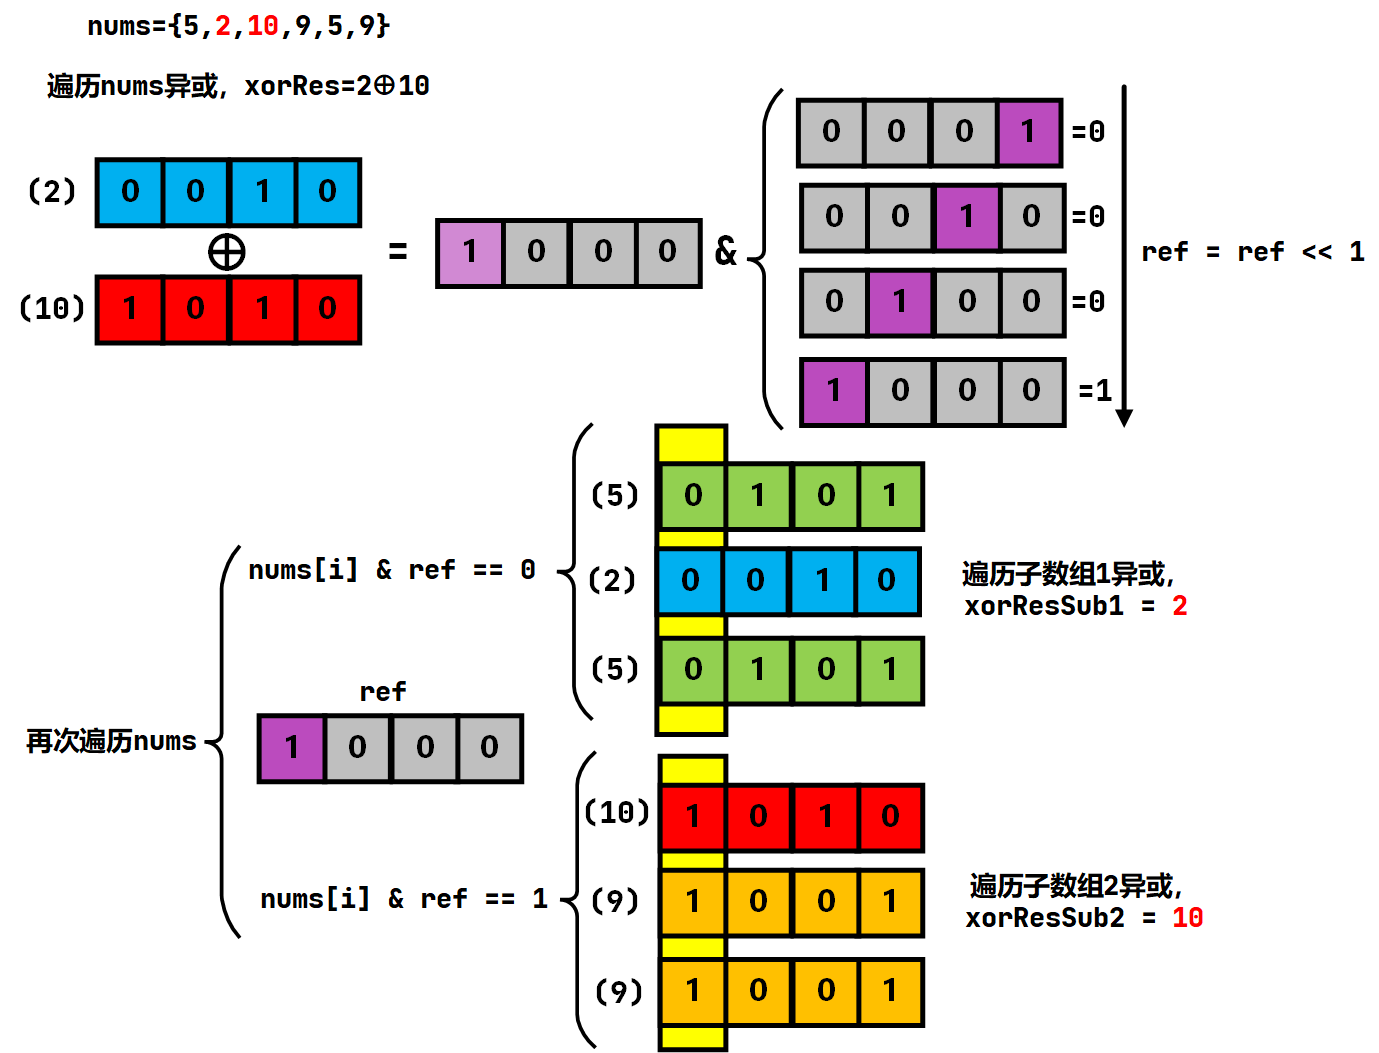 nums={5,2,10,9,5,9}
遍历nums异或，xorRes=2⊕10
(2) 0 0 1 0
⊕
(10) 1 0 1 0
= 1 0 0 0 &
0 0 0 1 =0
0 0 1 0 =0
0 1 0 0 =0
1 0 0 0 =1
ref = ref << 1
再次遍历nums
ref
1 0 0 0
nums[i] & ref == 0
(5) 0 1 0 1
(2) 0 0 1 0
(5) 0 1 0 1
遍历子数组1异或，
xorResSub1 = 2
nums[i] & ref == 1
(10) 1 0 1 0
(9) 1 0 0 1
(9) 1 0 0 1
遍历子数组2异或，
xorResSub2 = 10